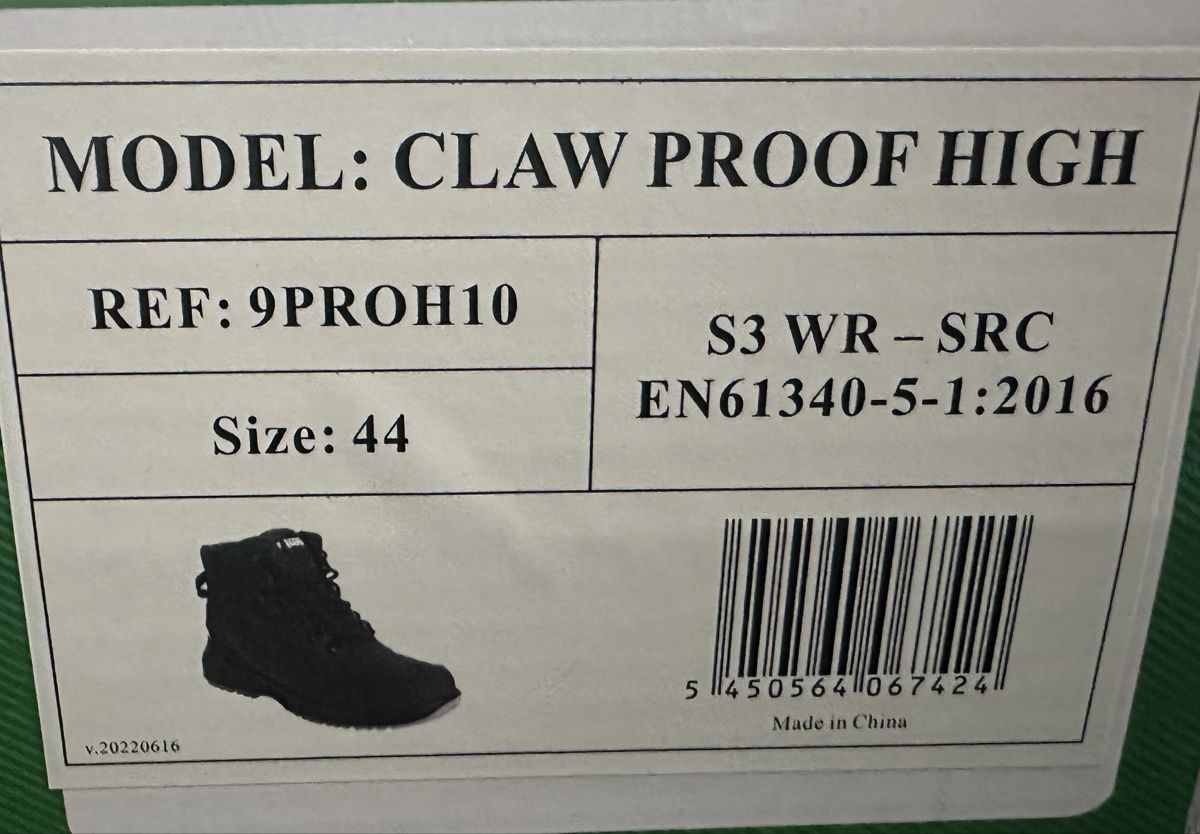 MODEL: CLAW PROOF HIGH
REF: 9PROH10
S3 WR – SRC
EN61340-5-1:2016
Size: 44
5 450564 067424
Made in China
v.20220616